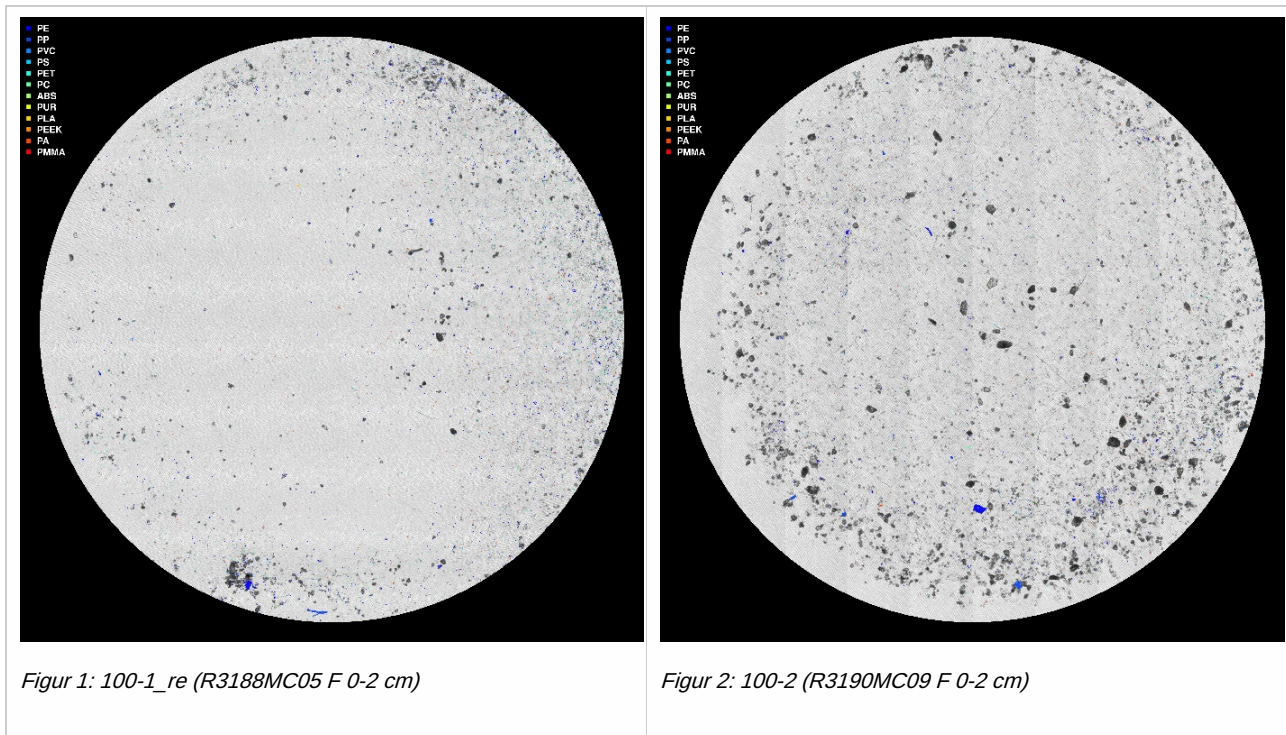 PE
PP
PVC
PS
PET
PC
ABS
PUR
PLA
PEEK
PA
PMMA
PE
PP
PVC
PS
PET
PC
ABS
PUR
PLA
PEEK
PA
PMMA
Figur 1: 100-1_re (R3188MC05 F 0-2 cm)
Figur 2: 100-2 (R3190MC09 F 0-2 cm)